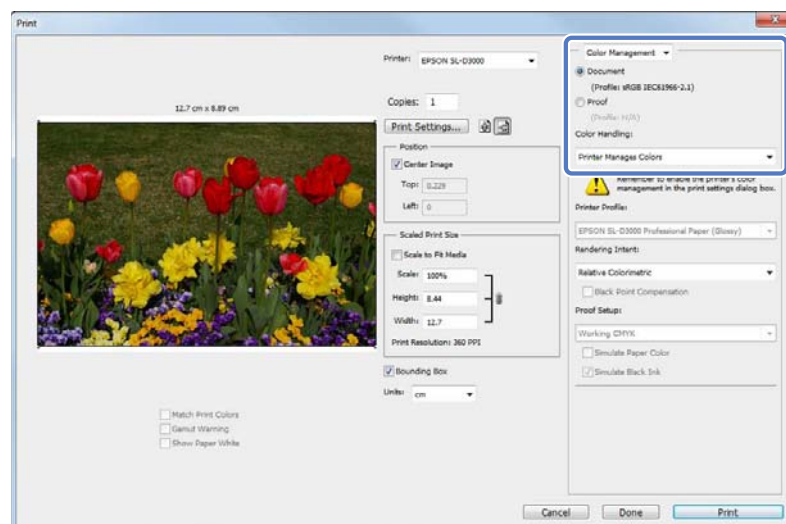 Print
Printer: EPSON SL-D3000
12.7 cm x 8.89 cm
Copies: 1
Print Settings...
Position
Center Image
Top: 0.229
Left: 0
Scaled Print Size
Scale to Fit Media
Scale: 100%
Height: 8.44
Width: 12.7
Print Resolution: 360 PPI
Bounding Box
Units: cm
Match Print Colors
Gamut Warning
Show Paper White
Color Management
Document
(Profile: sRGB IEC61966-2.1)
Proof
(Profile: N/A)
Color Handling:
Printer Manages Colors
Remember to enable the printer's color
management in the print settings dialog box.
Printer Profile:
EPSON SL-D3000 Professional Paper (Glossy)
Rendering Intent:
Relative Colorimetric
Black Point Compensation
Proof Setup:
Working CMYK
Simulate Paper Color
Simulate Black Ink
Cancel
Done
Print